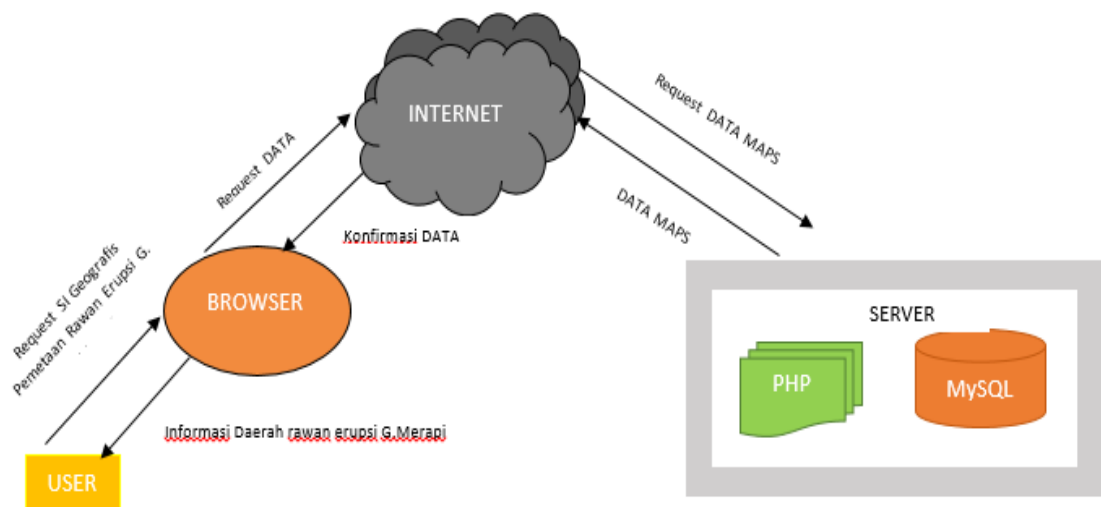 INTERNET
Request DATA MAPS
Request DATA
DATA MAPS
Konfirmasi DATA
Request SI Geografis
Pemetaan Rawan Erupsi G.
BROWSER
SERVER
PHP
MySQL
Informasi Daerah rawan erupsi G.Merapi
USER